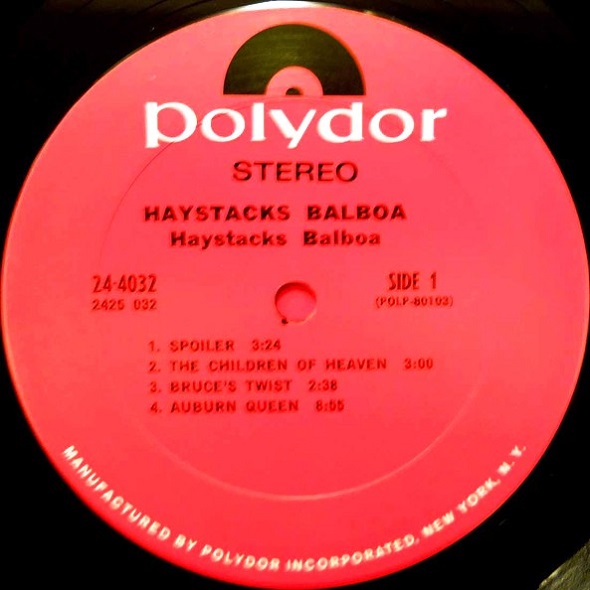 polydor
STEREO
HAYSTACKS BALBOA
Haystacks Balboa
24-4032
2425 032
SIDE 1
(POLP-80103)
1. SPOILER 3:24
2. THE CHILDREN OF HEAVEN 3:00
3. BRUCE'S TWIST 2:38
4. AUBURN QUEEN 8:55
MANUFACTURED BY POLYDOR INCORPORATED, NEW YORK, N. Y.